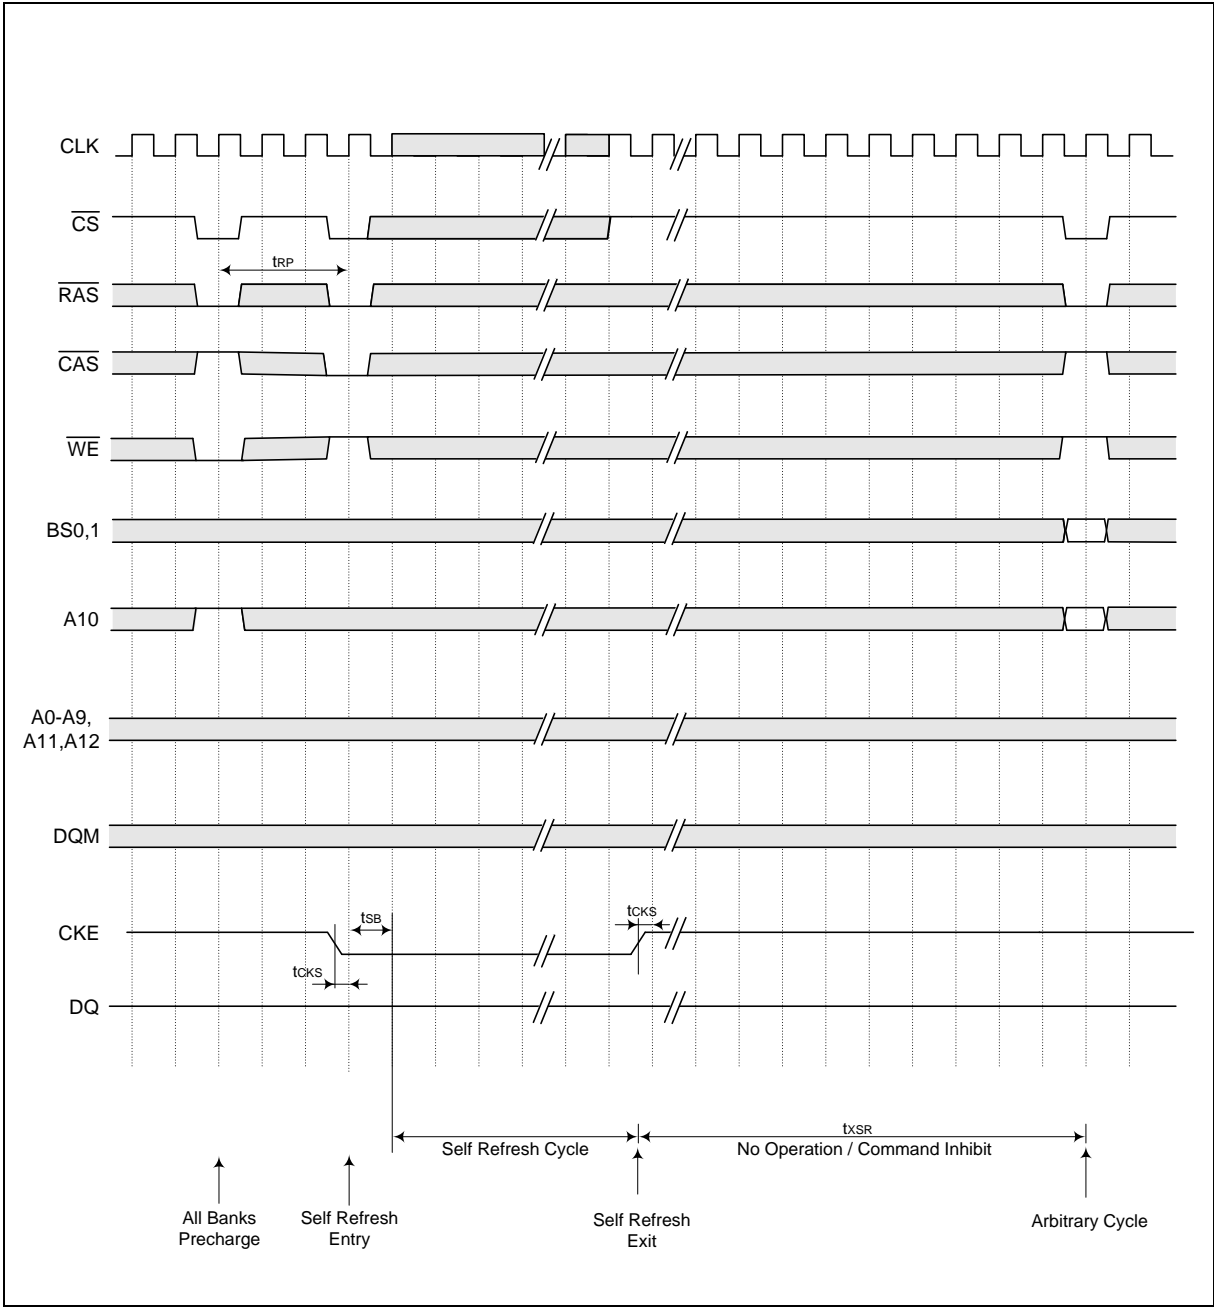 CLK
CS
tRP
RAS
CAS
WE
BS0,1
A10
A0-A9,
A11,A12
DQM
tSB
tCKS
CKE
tCKS
DQ
tXSR
Self Refresh Cycle
No Operation / Command Inhibit
All Banks
Precharge
Self Refresh
Entry
Self Refresh
Exit
Arbitrary Cycle